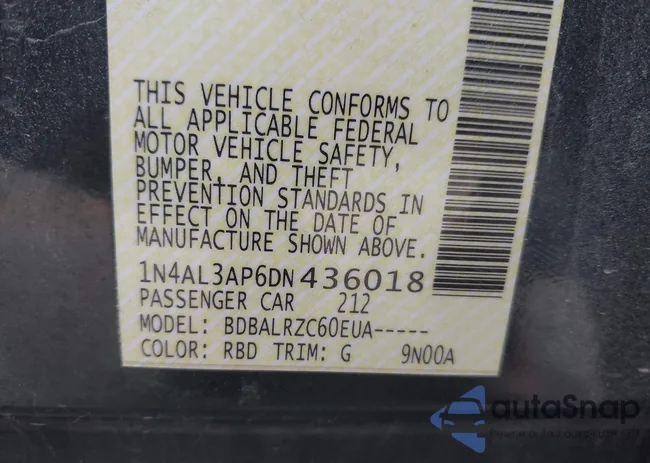 THIS VEHICLE CONFORMS TO
ALL APPLICABLE FEDERAL
MOTOR VEHICLE SAFETY,
BUMPER, AND THEFT
PREVENTION STANDARDS IN
EFFECT ON THE DATE OF
MANUFACTURE SHOWN ABOVE.
1N4AL3AP6DN436018
PASSENGER CAR 212
MODEL: BDBALRZC60EUA-----
COLOR: RBD TRIM: G 9N00A
autoSnap